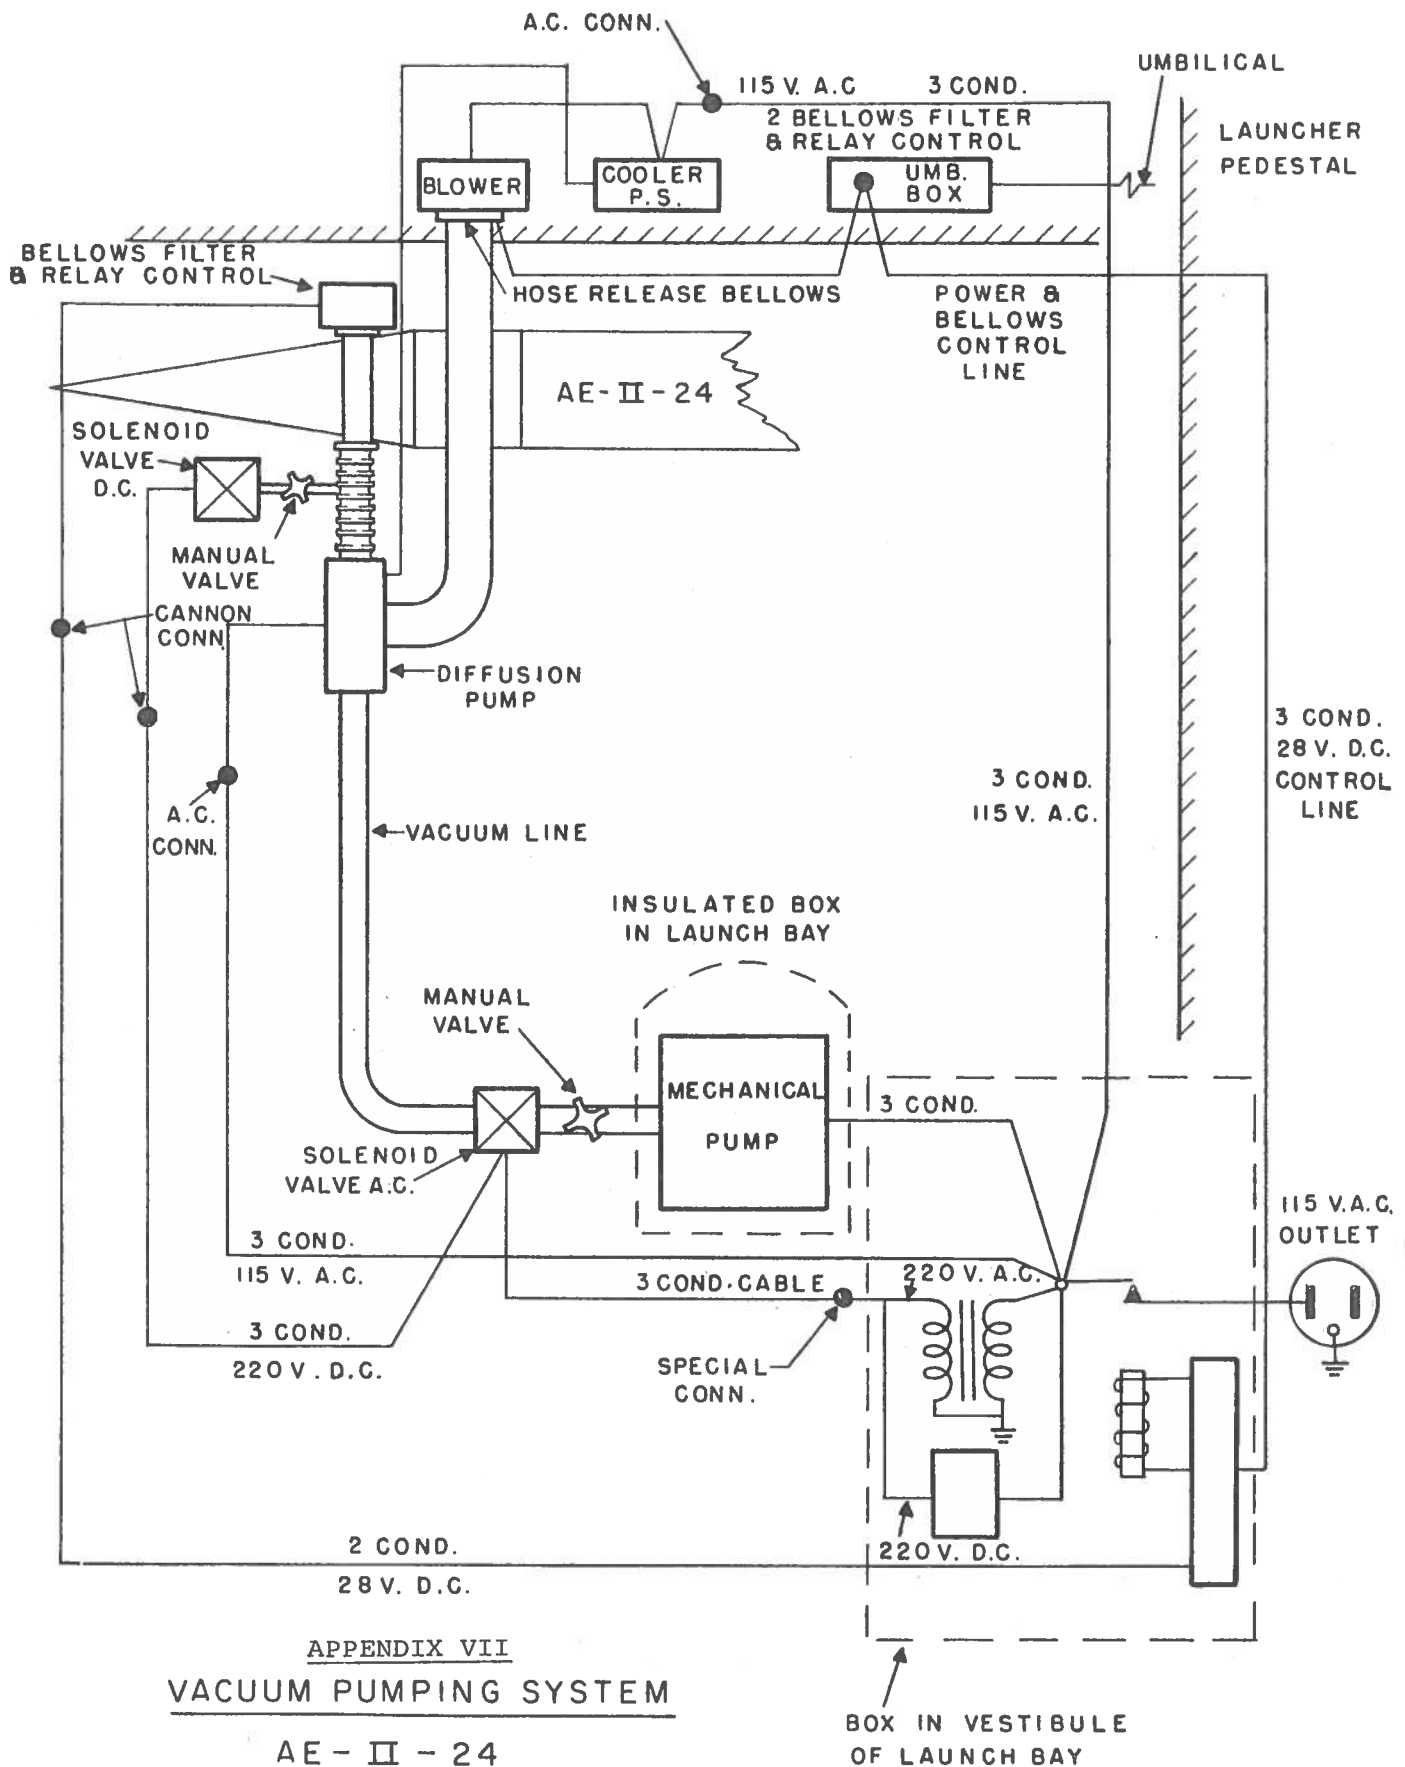 A.C. CONN.
UMBILICAL
115 V. A.C 3 COND.
2 BELLOWS FILTER
& RELAY CONTROL
LAUNCHER
PEDESTAL
BLOWER
COOLER
P.S.
UMB.
BOX
BELLOWS FILTER
& RELAY CONTROL
HOSE RELEASE BELLOWS
POWER &
BELLOWS
CONTROL
LINE
AE-II-24
SOLENOID
VALVE
D.C.
MANUAL
VALVE
CANNON
CONN.
DIFFUSION
PUMP
3 COND.
28 V. D.C.
CONTROL
LINE
3 COND.
115 V. A.C.
A.C.
CONN.
VACUUM LINE
INSULATED BOX
IN LAUNCH BAY
MANUAL
VALVE
MECHANICAL
PUMP
3 COND.
SOLENOID
VALVE A.C.
115 V.A.C.
OUTLET
3 COND.
115 V. A.C.
3 COND. CABLE
220 V. A.C.
3 COND.
220 V. D.C.
SPECIAL
CONN.
220 V. D.C.
2 COND.
28 V. D.C.
APPENDIX VII
VACUUM PUMPING SYSTEM
AE-II-24
BOX IN VESTIBULE
OF LAUNCH BAY